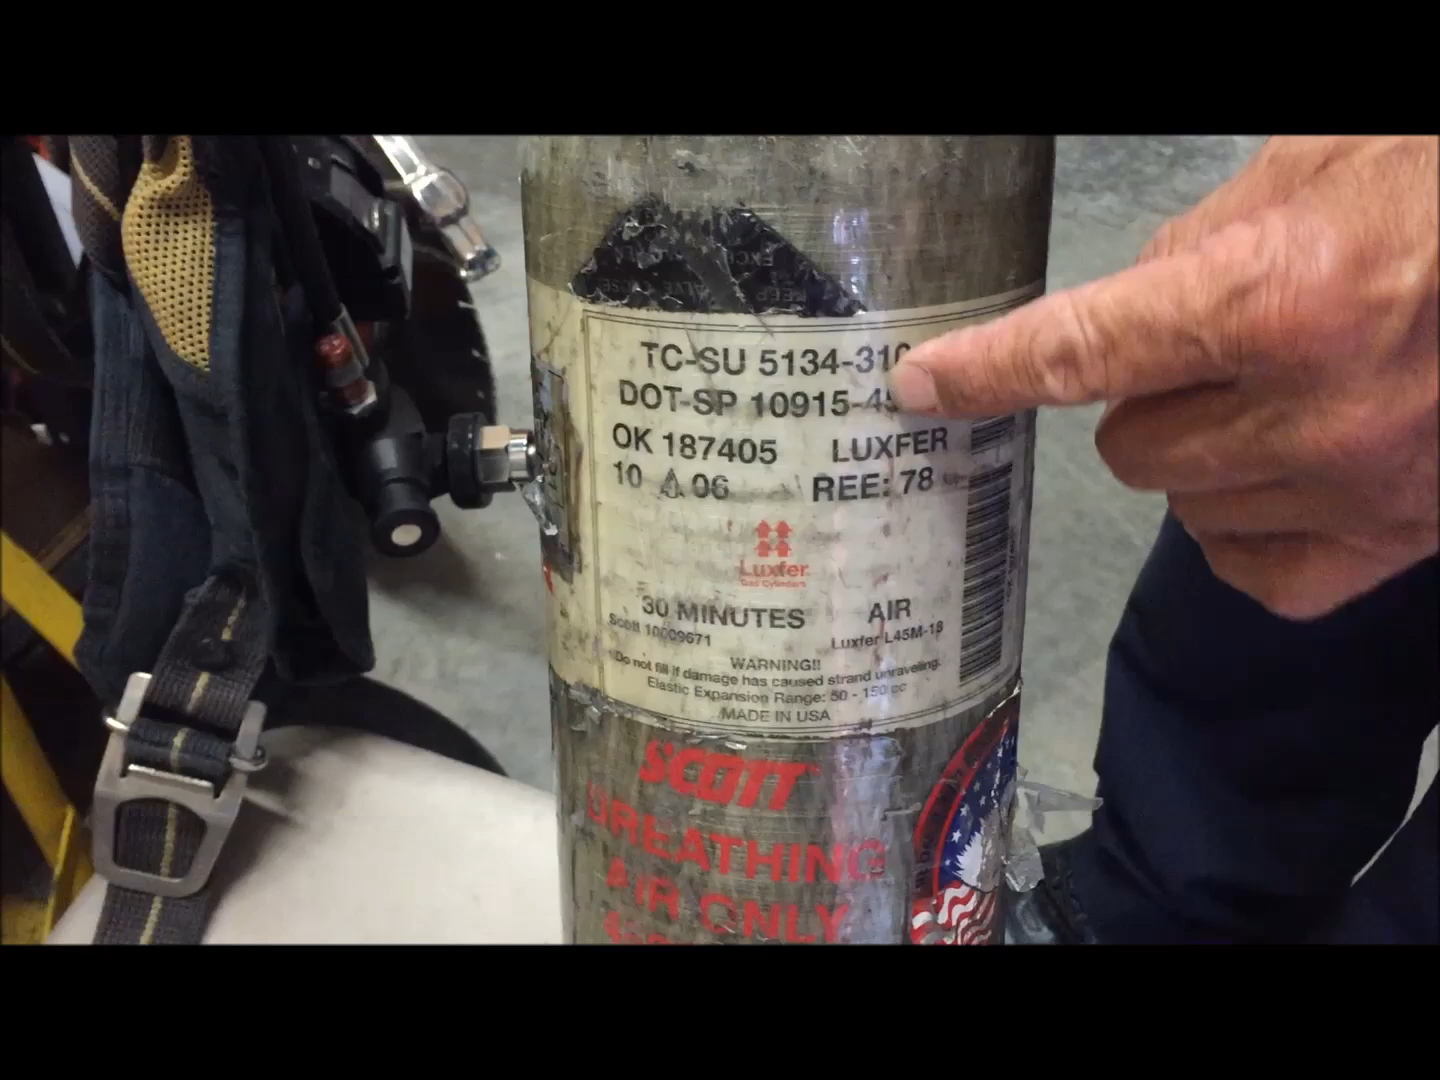 KEEP
TC-SU 5134-310
DOT-SP 10915-45
OK 187405 LUXFER
10 06 REE: 78
Luxfer
Gas Cylinders
30 MINUTES AIR
Scott 10009671 Luxfer L45M-18
WARNING!!
Do not fill if damage has caused strand unraveling.
Elastic Expansion Range: 50 - 150 cc
MADE IN USA
SCOTT
BREATHING
AIR ONLY